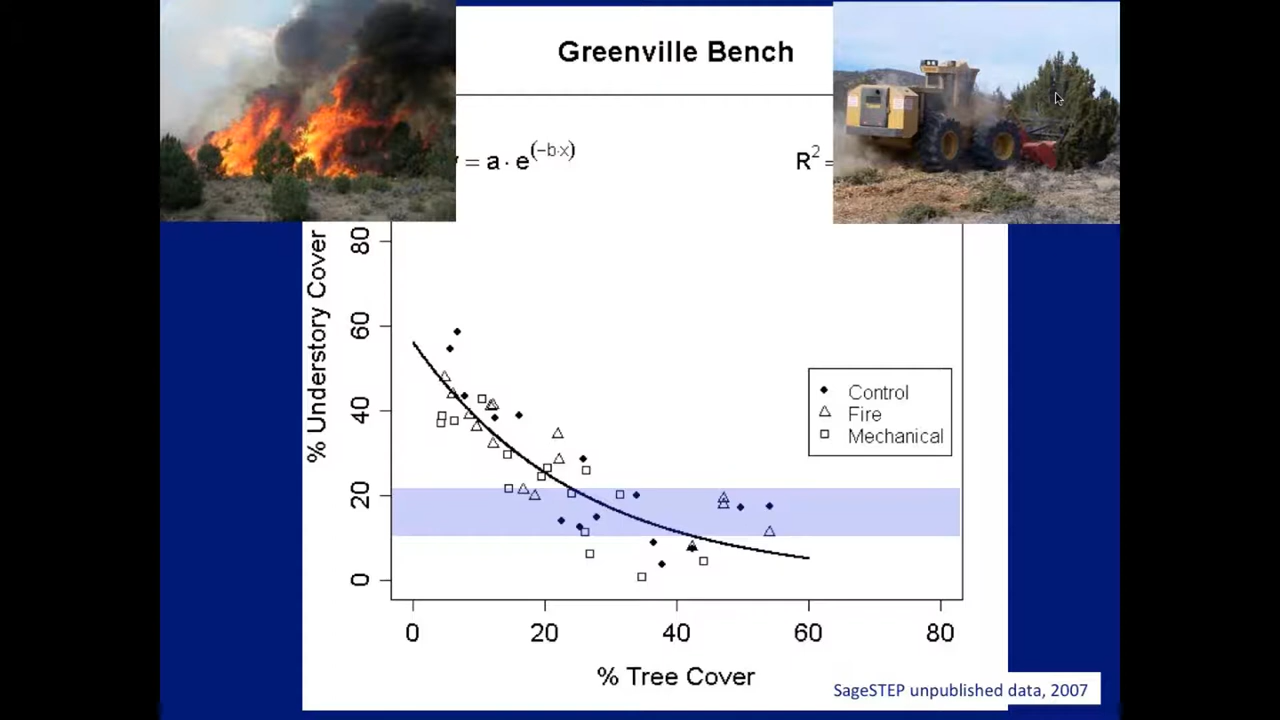 Greenville Bench
= a · e^(−b·x)
R² =
% Understory Cover
80
60
40
20
0
Control
Fire
Mechanical
0 20 40 60 80
% Tree Cover
SageSTEP unpublished data, 2007